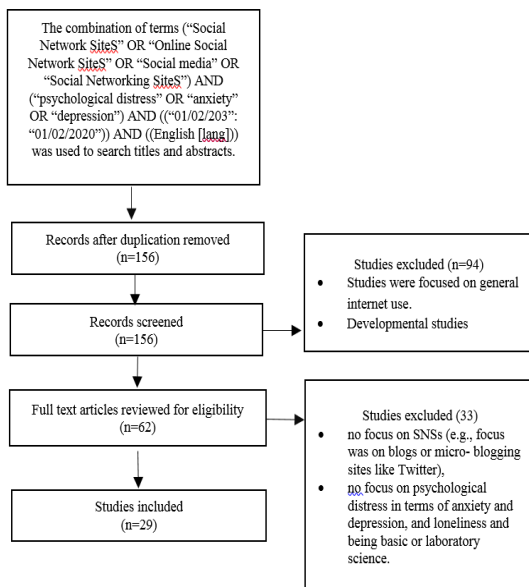 The combination of terms (“Social
Network SiteS” OR “Online Social
Network SiteS” OR “Social media” OR
“Social Networking SiteS”) AND
(“psychological distress” OR “anxiety”
OR “depression”) AND ((“01/02/203”:
“01/02/2020”)) AND ((English [lang]))
was used to search titles and abstracts.
Records after duplication removed
(n=156)
Studies excluded (n=94)
• Studies were focused on general
internet use.
• Developmental studies
Records screened
(n=156)
Full text articles reviewed for eligibility
(n=62)
Studies excluded (33)
• no focus on SNSs (e.g., focus
was on blogs or micro- blogging
sites like Twitter),
• no focus on psychological
distress in terms of anxiety and
depression, and loneliness and
being basic or laboratory
science.
Studies included
(n=29)